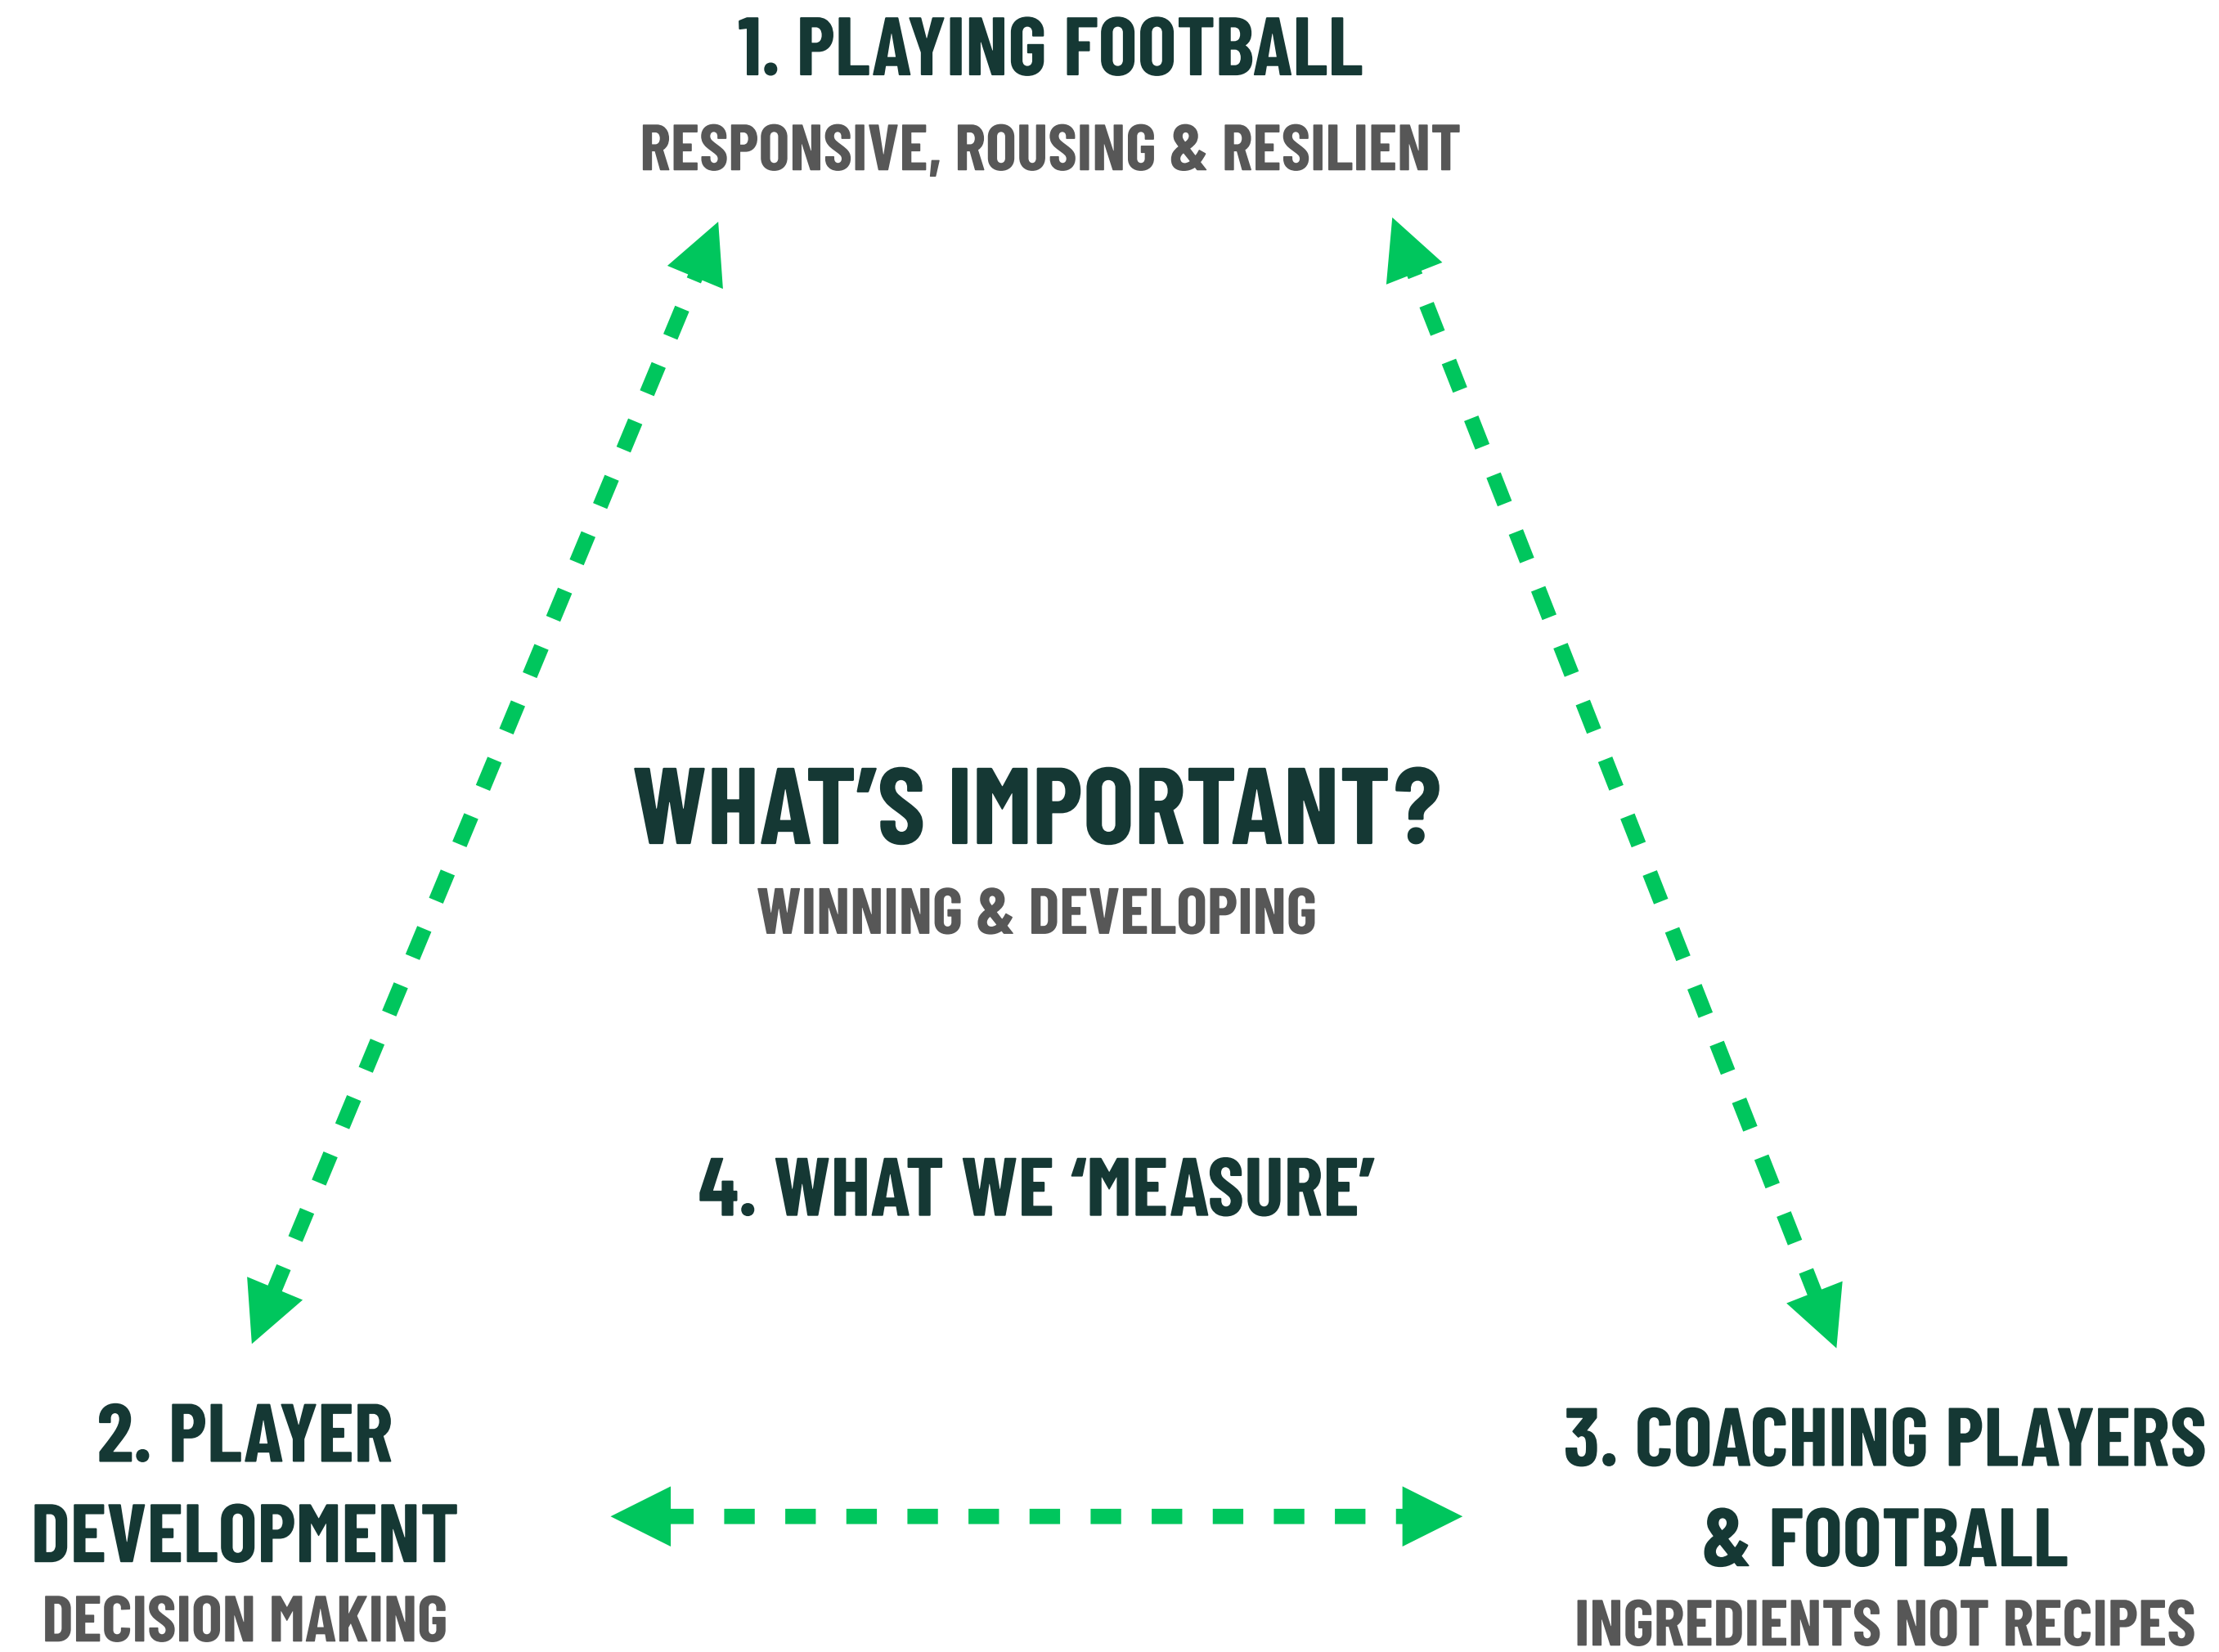 1. PLAYING FOOTBALL
RESPONSIVE, ROUSING & RESILIENT
WHAT'S IMPORTANT?
WINNING & DEVELOPING
4. WHAT WE ‘MEASURE’
2. PLAYER
DEVELOPMENT
DECISION MAKING
3. COACHING PLAYERS
& FOOTBALL
INGREDIENTS NOT RECIPES